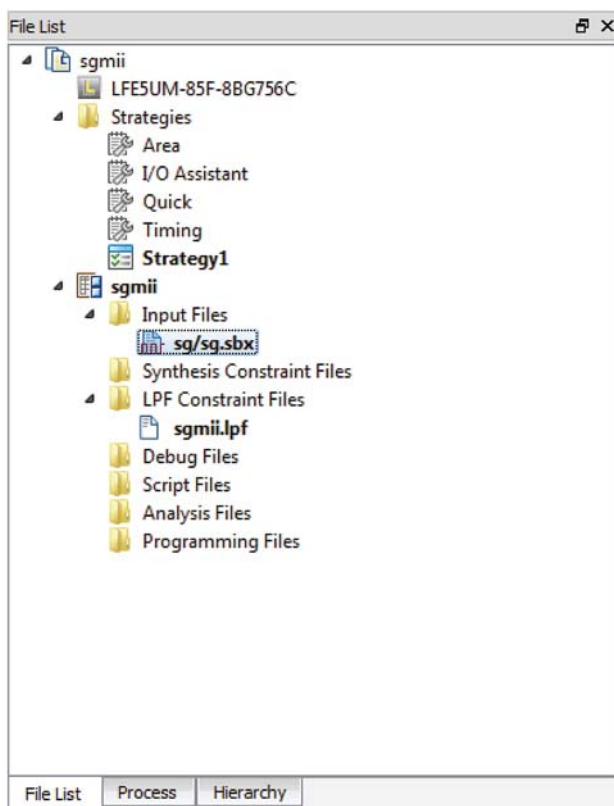 File List
sgmii
LFE5UM-85F-8BG756C
Strategies
Area
I/O Assistant
Quick
Timing
Strategy1
sgmii
Input Files
sg/sg.sbx
Synthesis Constraint Files
LPF Constraint Files
sgmii.lpf
Debug Files
Script Files
Analysis Files
Programming Files
File List Process Hierarchy